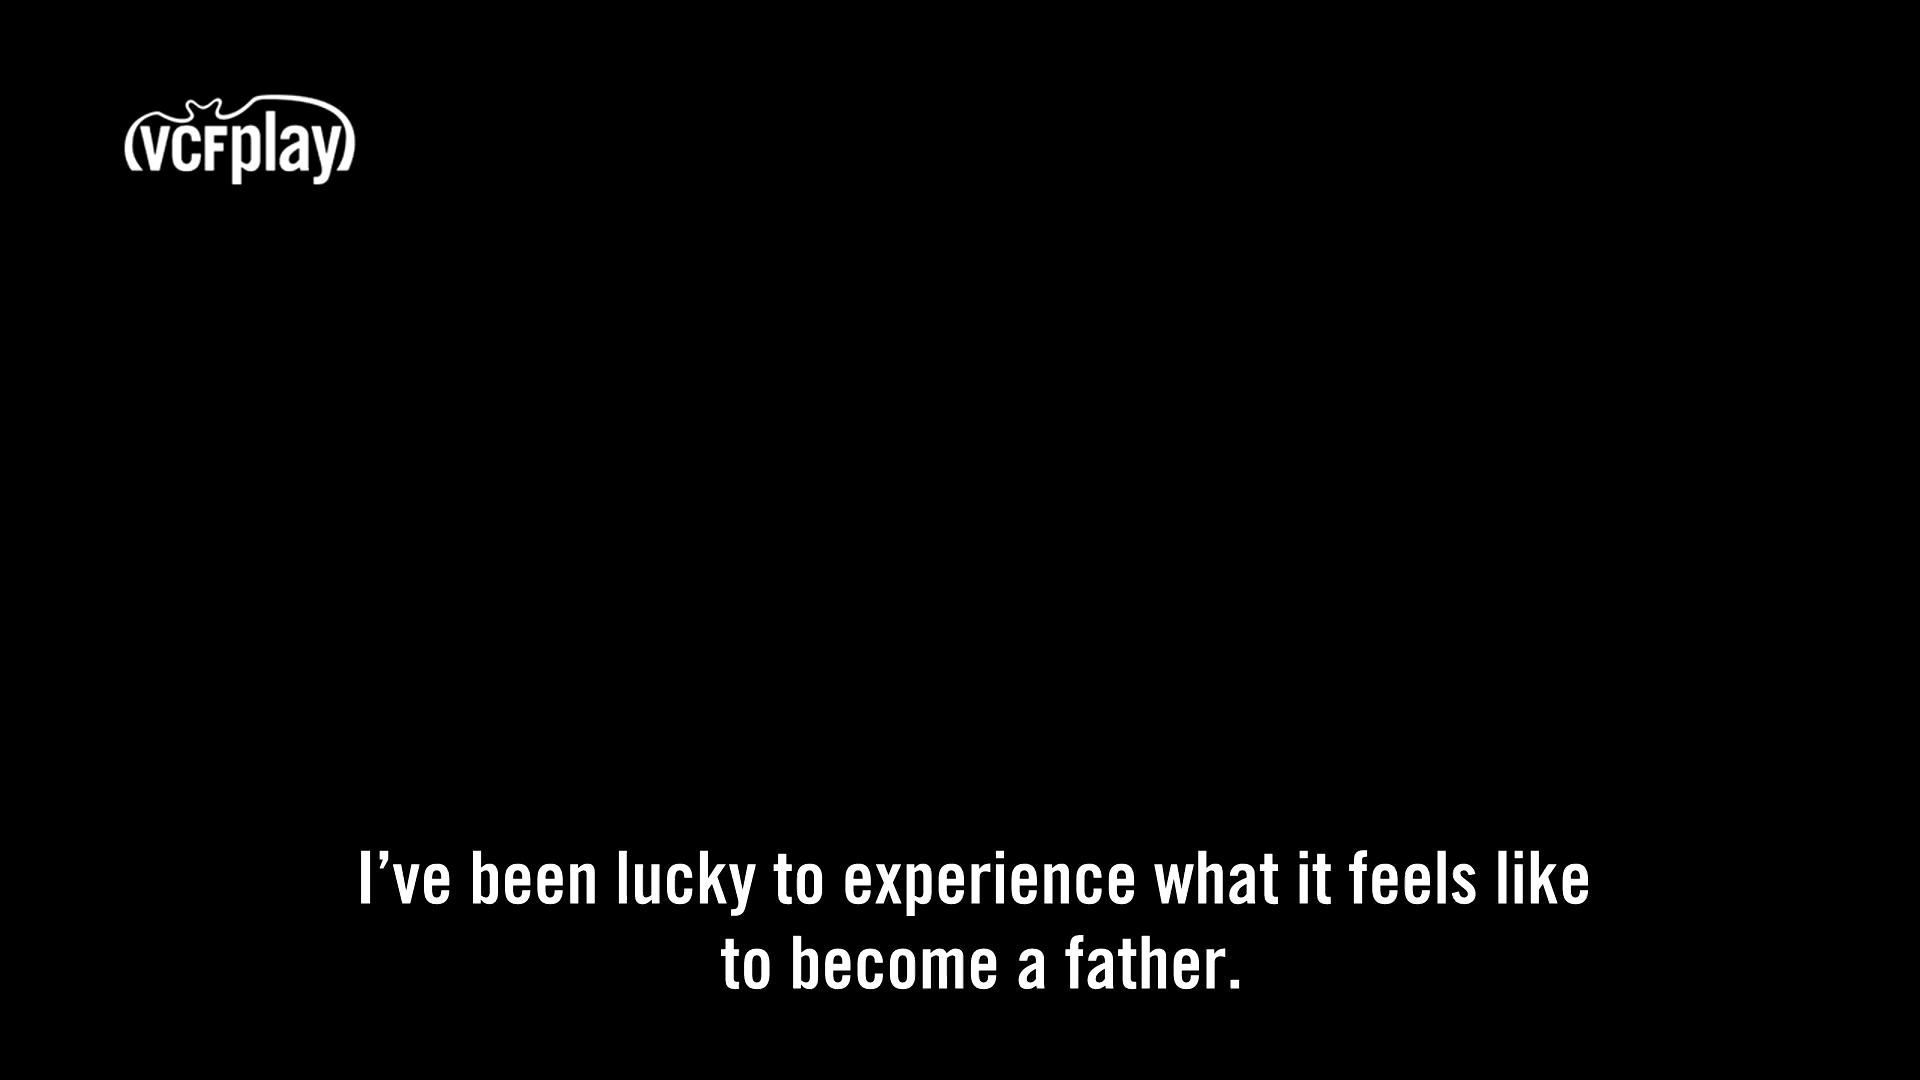 vcfplay
I’ve been lucky to experience what it feels like
to become a father.